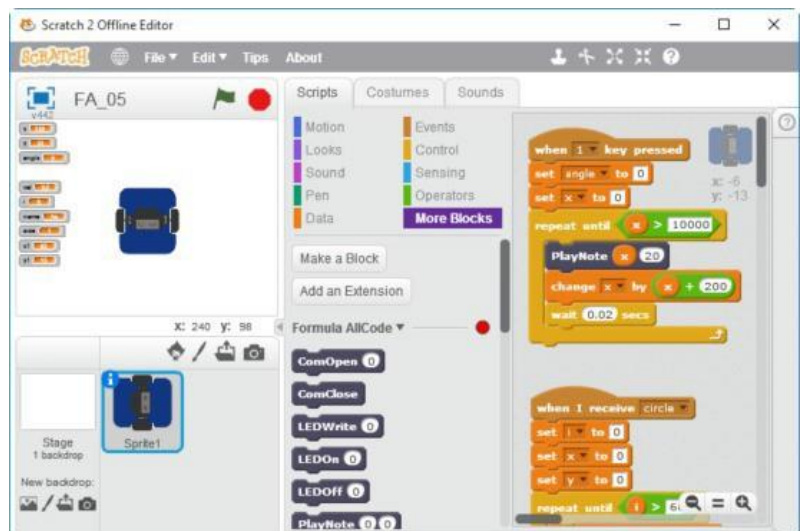 Scratch 2 Offline Editor
SCRATCH File Edit Tips About
FA_05
v442
angle
Scripts Costumes Sounds
Motion Events
Looks Control
Sound Sensing
Pen Operators
Data More Blocks
Make a Block
Add an Extension
Formula AllCode
ComOpen 0
ComClose
LEDWrite 0
LEDOn 0
LEDOff 0
PlayNote 0 0
when 1 key pressed
set angle to 0
set x to 0
repeat until x > 10000
PlayNote x 20
change x by x + 200
wait 0.02 secs
when I receive circle
set i to 0
set x to 0
set y to 0
repeat until i >
x: -6
y: -13
X: 240 Y: 98
Stage
1 backdrop
Sprite1
New backdrop: